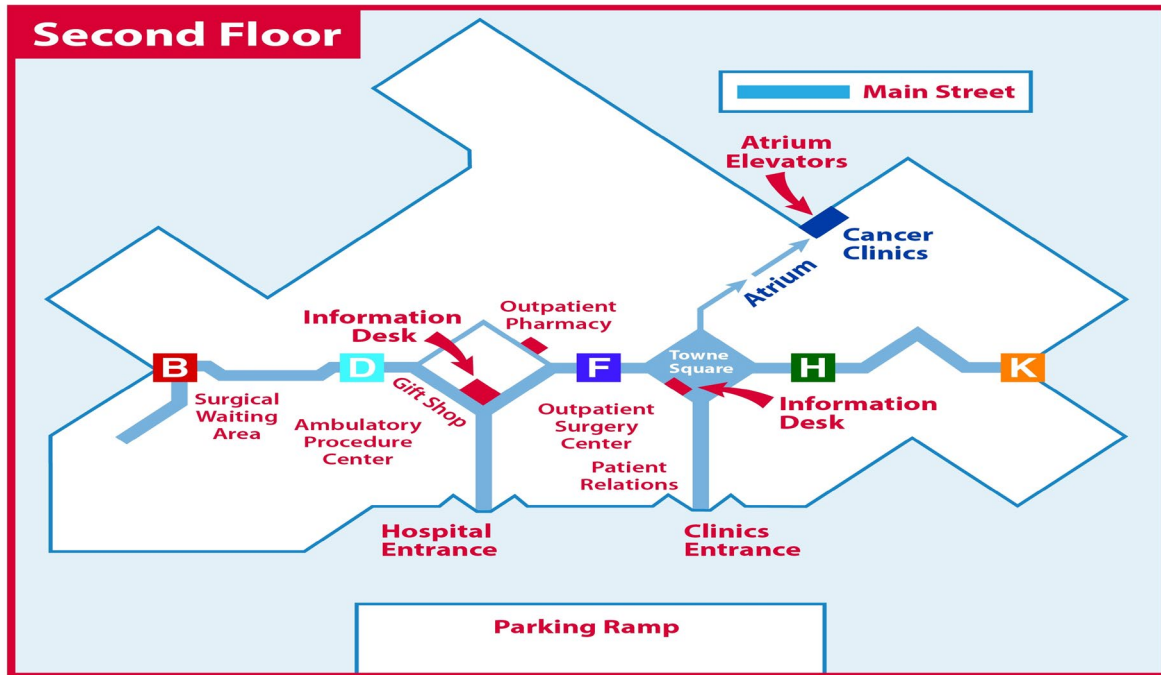 Second Floor
Main Street
Atrium
Elevators
Cancer
Clinics
Atrium
Outpatient
Pharmacy
Information
Desk
Towne
Square
B
D
F
H
K
Gift Shop
Surgical
Waiting
Area
Ambulatory
Procedure
Center
Outpatient
Surgery
Center
Information
Desk
Patient
Relations
Hospital
Entrance
Clinics
Entrance
Parking Ramp